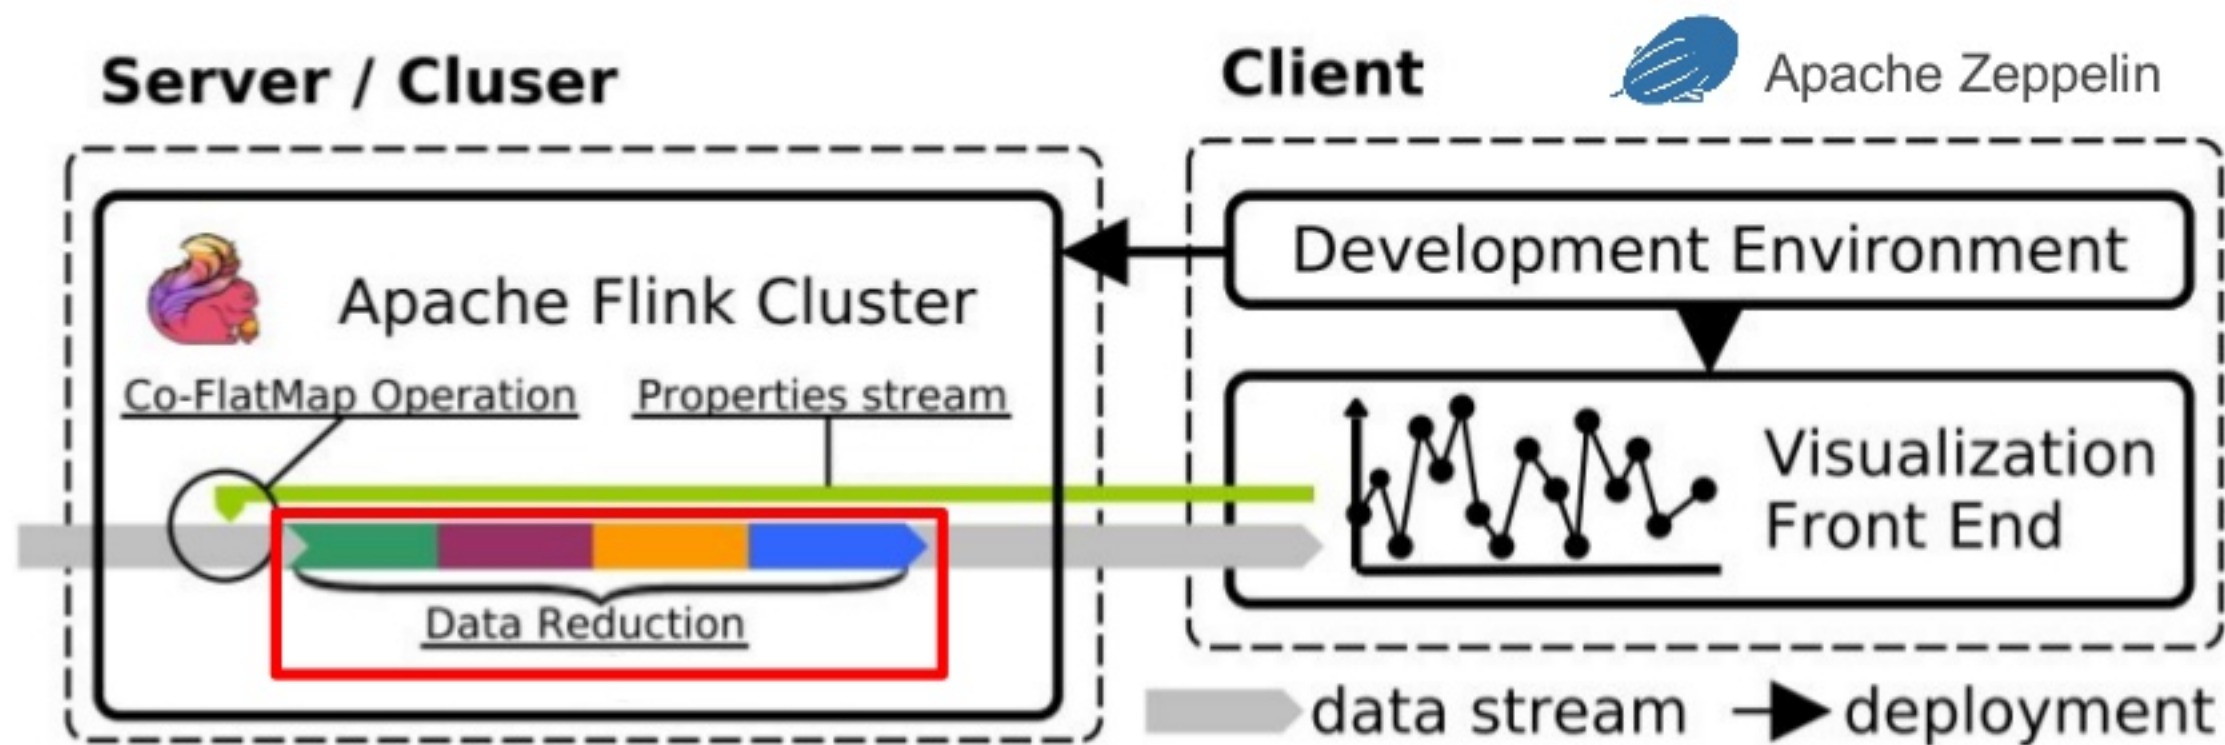 Server / Cluser
Client
Apache Zeppelin
Apache Flink Cluster
Co-FlatMap Operation
Properties stream
Data Reduction
Development Environment
Visualization
Front End
data stream
deployment